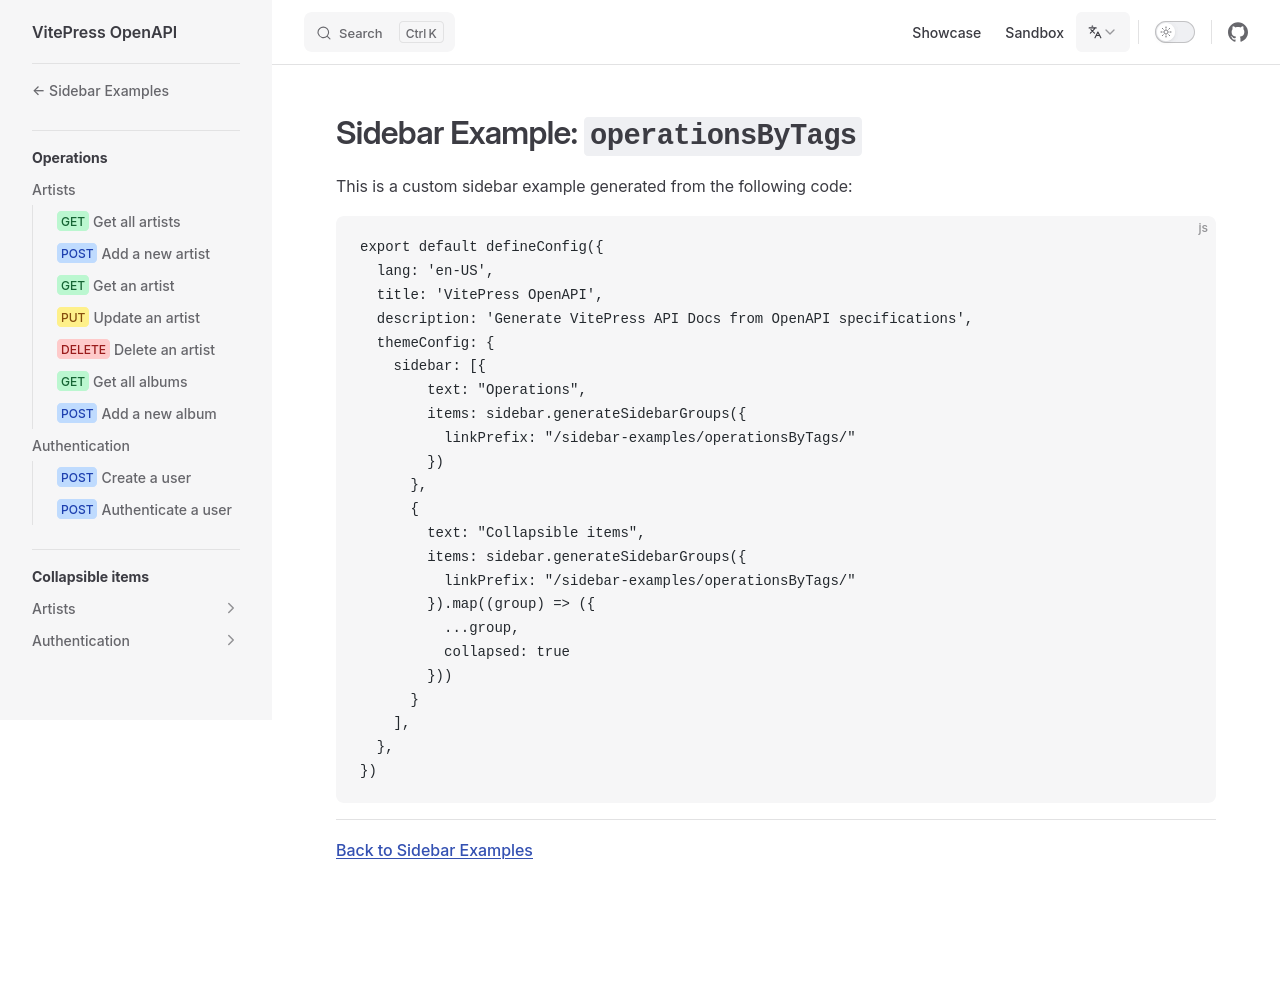 VitePress OpenAPI
Search Ctrl K
Showcase
Sandbox
← Sidebar Examples
Operations
Artists
GET Get all artists
POST Add a new artist
GET Get an artist
PUT Update an artist
DELETE Delete an artist
GET Get all albums
POST Add a new album
Authentication
POST Create a user
POST Authenticate a user
Collapsible items
Artists
Authentication
Sidebar Example: operationsByTags
This is a custom sidebar example generated from the following code:
js
export default defineConfig({
  lang: 'en-US',
  title: 'VitePress OpenAPI',
  description: 'Generate VitePress API Docs from OpenAPI specifications',
  themeConfig: {
    sidebar: [{
        text: "Operations",
        items: sidebar.generateSidebarGroups({
          linkPrefix: "/sidebar-examples/operationsByTags/"
        })
      },
      {
        text: "Collapsible items",
        items: sidebar.generateSidebarGroups({
          linkPrefix: "/sidebar-examples/operationsByTags/"
        }).map((group) => ({
          ...group,
          collapsed: true
        }))
      }
    ],
  },
})
Back to Sidebar Examples